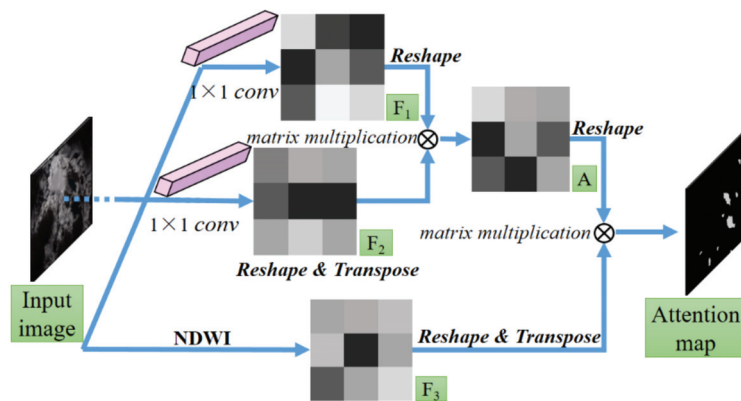 Reshape
1×1 conv
F₁
matrix multiplication
Reshape
A
1×1 conv
F₂
matrix multiplication
Reshape & Transpose
Input
image
NDWI
Reshape & Transpose
F₃
Attention
map